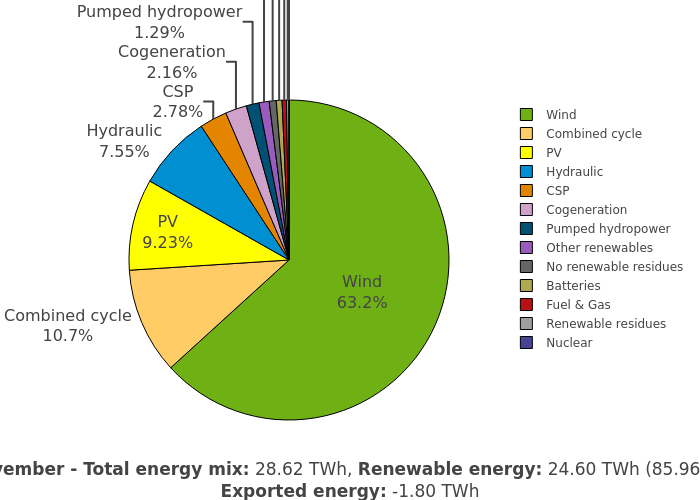 Pumped hydropower
1.29%
Cogeneration
2.16%
CSP
2.78%
Hydraulic
7.55%
PV
9.23%
Combined cycle
10.7%
Wind
63.2%
Wind
Combined cycle
PV
Hydraulic
CSP
Cogeneration
Pumped hydropower
Other renewables
No renewable residues
Batteries
Fuel & Gas
Renewable residues
Nuclear
vember - Total energy mix: 28.62 TWh, Renewable energy: 24.60 TWh (85.96
Exported energy: -1.80 TWh